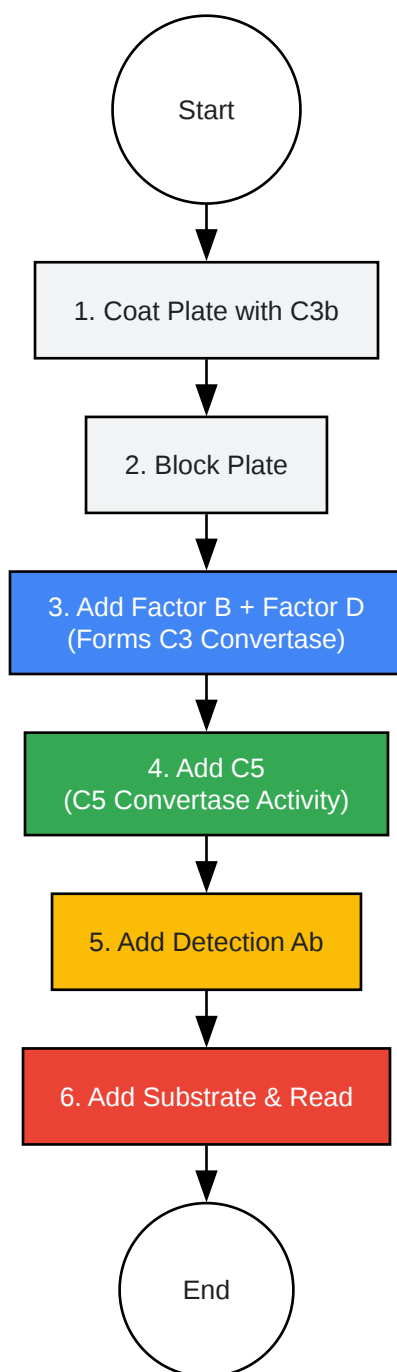 Start
1. Coat Plate with C3b
2. Block Plate
3. Add Factor B + Factor D
(Forms C3 Convertase)
4. Add C5
(C5 Convertase Activity)
5. Add Detection Ab
6. Add Substrate & Read
End